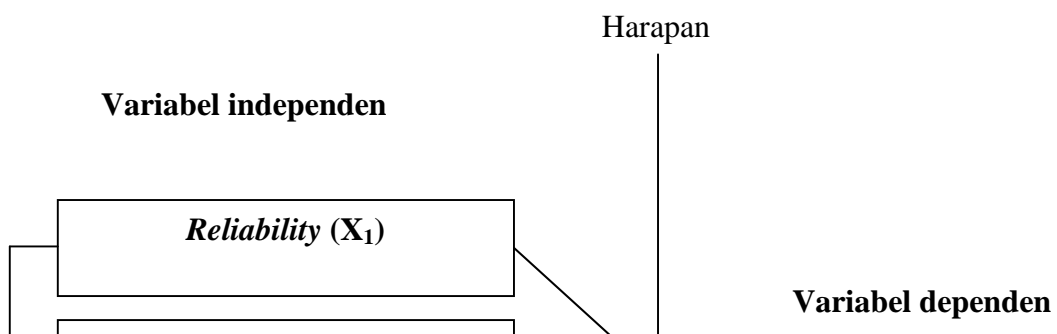 Harapan
Variabel independen
Reliability (X₁)
Variabel dependen